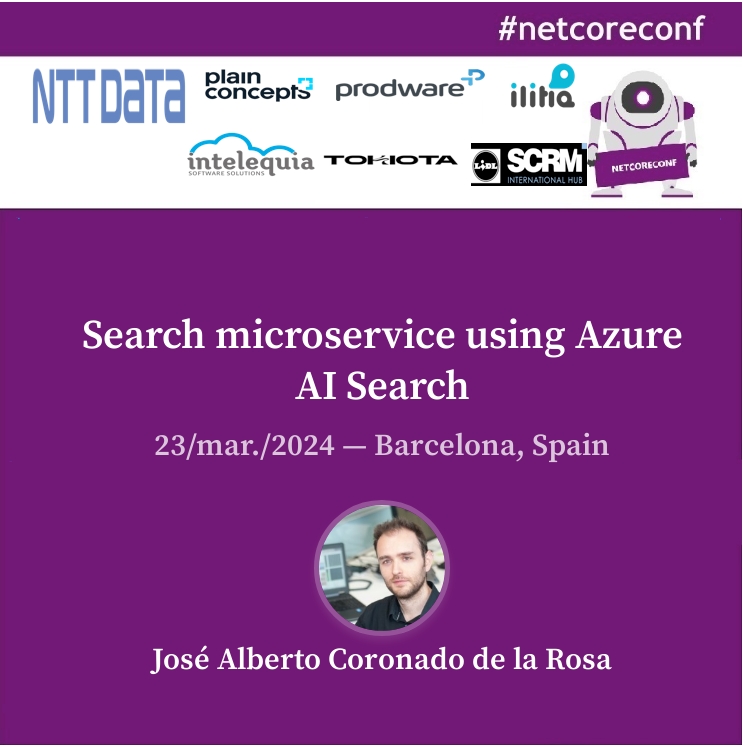 #netcoreconf
NTT DATA
plain concepts
prodware
ilitia
intelequia
SOFTWARE SOLUTIONS
TOKIOTA
LIDL
SCRM
INTERNATIONAL HUB
NETCORECONF
Search microservice using Azure
AI Search
23/mar./2024 — Barcelona, Spain
José Alberto Coronado de la Rosa